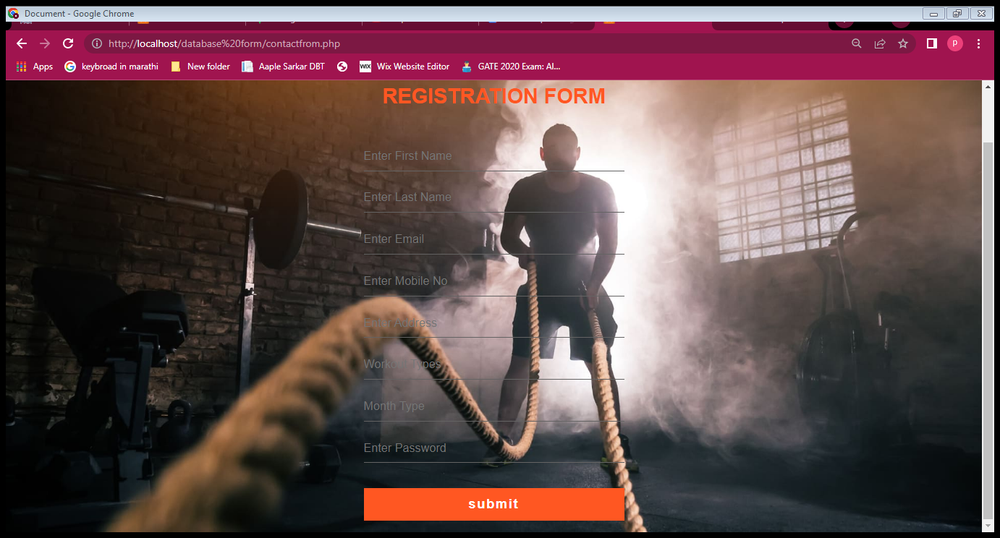 Document - Google Chrome
http://localhost/database%20form/contactfrom.php
P
Apps keybroad in marathi New folder Aaple Sarkar DBT WIX Wix Website Editor GATE 2020 Exam: Al...
REGISTRATION FORM
Enter First Name
Enter Last Name
Enter Email
Enter Mobile No
Enter Address
Workout Types
Month Type
Enter Password
submit